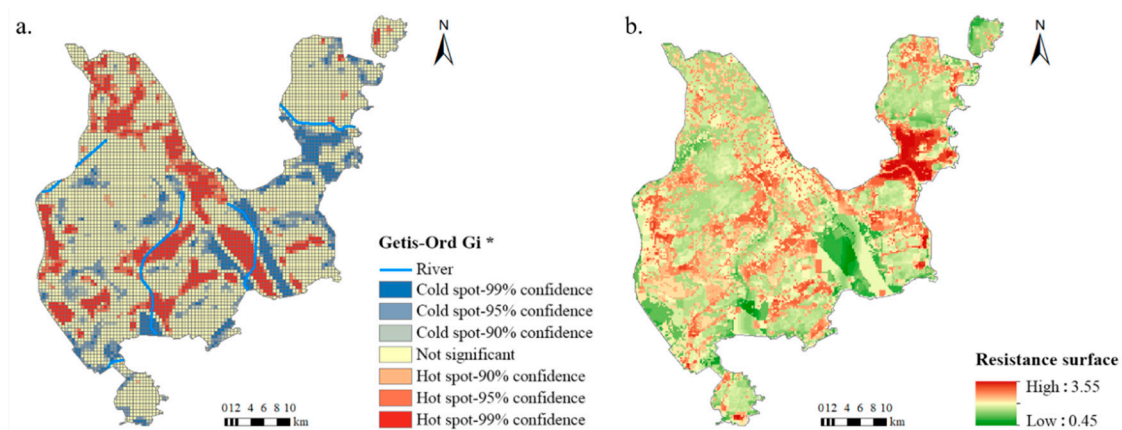 a.
N
Getis-Ord Gi *
River
Cold spot-99% confidence
Cold spot-95% confidence
Cold spot-90% confidence
Not significant
Hot spot-90% confidence
Hot spot-95% confidence
Hot spot-99% confidence
012 4 6 8 10
km
b.
N
Resistance surface
High : 3.55
Low : 0.45
012 4 6 8 10
km